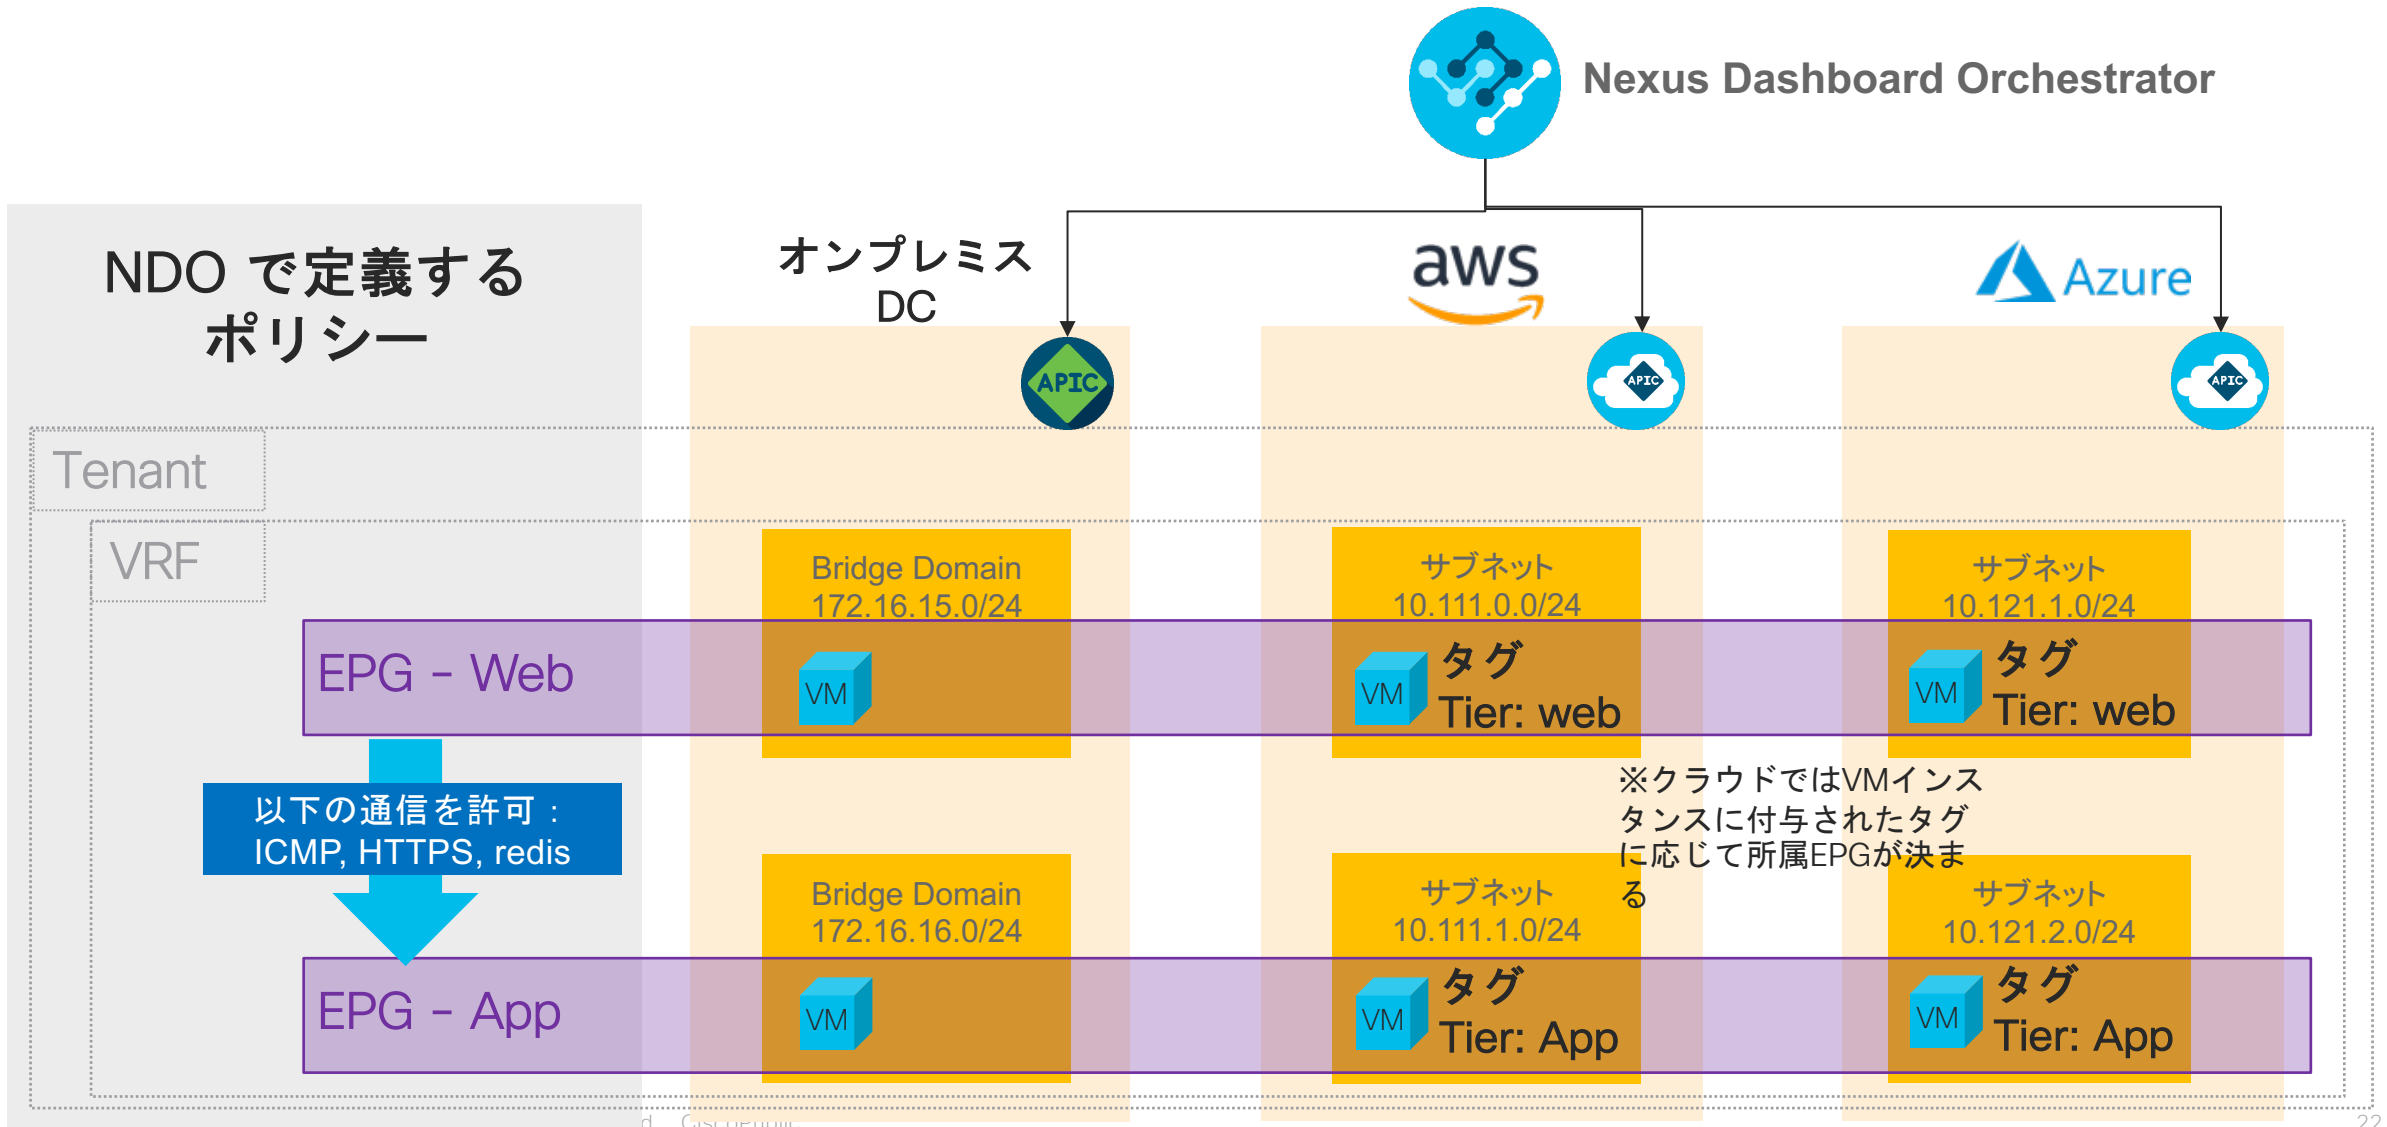 Nexus Dashboard Orchestrator
NDO で定義する
ポリシー
オンプレミス
DC
aws
Azure
APIC
APIC
APIC
Tenant
VRF
Bridge Domain
172.16.15.0/24
サブネット
10.111.0.0/24
サブネット
10.121.1.0/24
EPG - Web
VM
VM
タグ
Tier: web
VM
タグ
Tier: web
以下の通信を許可：
ICMP, HTTPS, redis
※クラウドではVMインス
タンスに付与されたタグ
に応じて所属EPGが決ま
る
Bridge Domain
172.16.16.0/24
サブネット
10.111.1.0/24
サブネット
10.121.2.0/24
EPG - App
VM
VM
タグ
Tier: App
VM
タグ
Tier: App
22